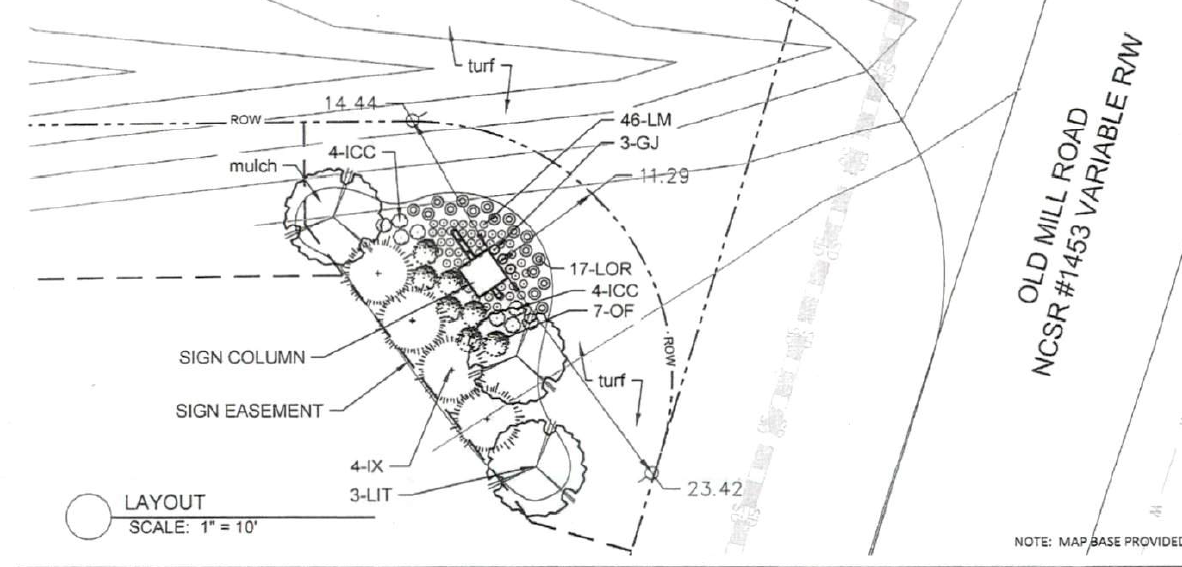 turf
14.44
ROW
46-LM
3-GJ
4-ICC
mulch
11.29
17-LOR
4-ICC
7-OF
SIGN COLUMN
ROW
turf
SIGN EASEMENT
4-IX
3-LIT
23.42
LAYOUT
SCALE: 1" = 10'
OLD MILL ROAD
NCSR #1453 VARIABLE R/W
NOTE: MAP BASE PROVIDED